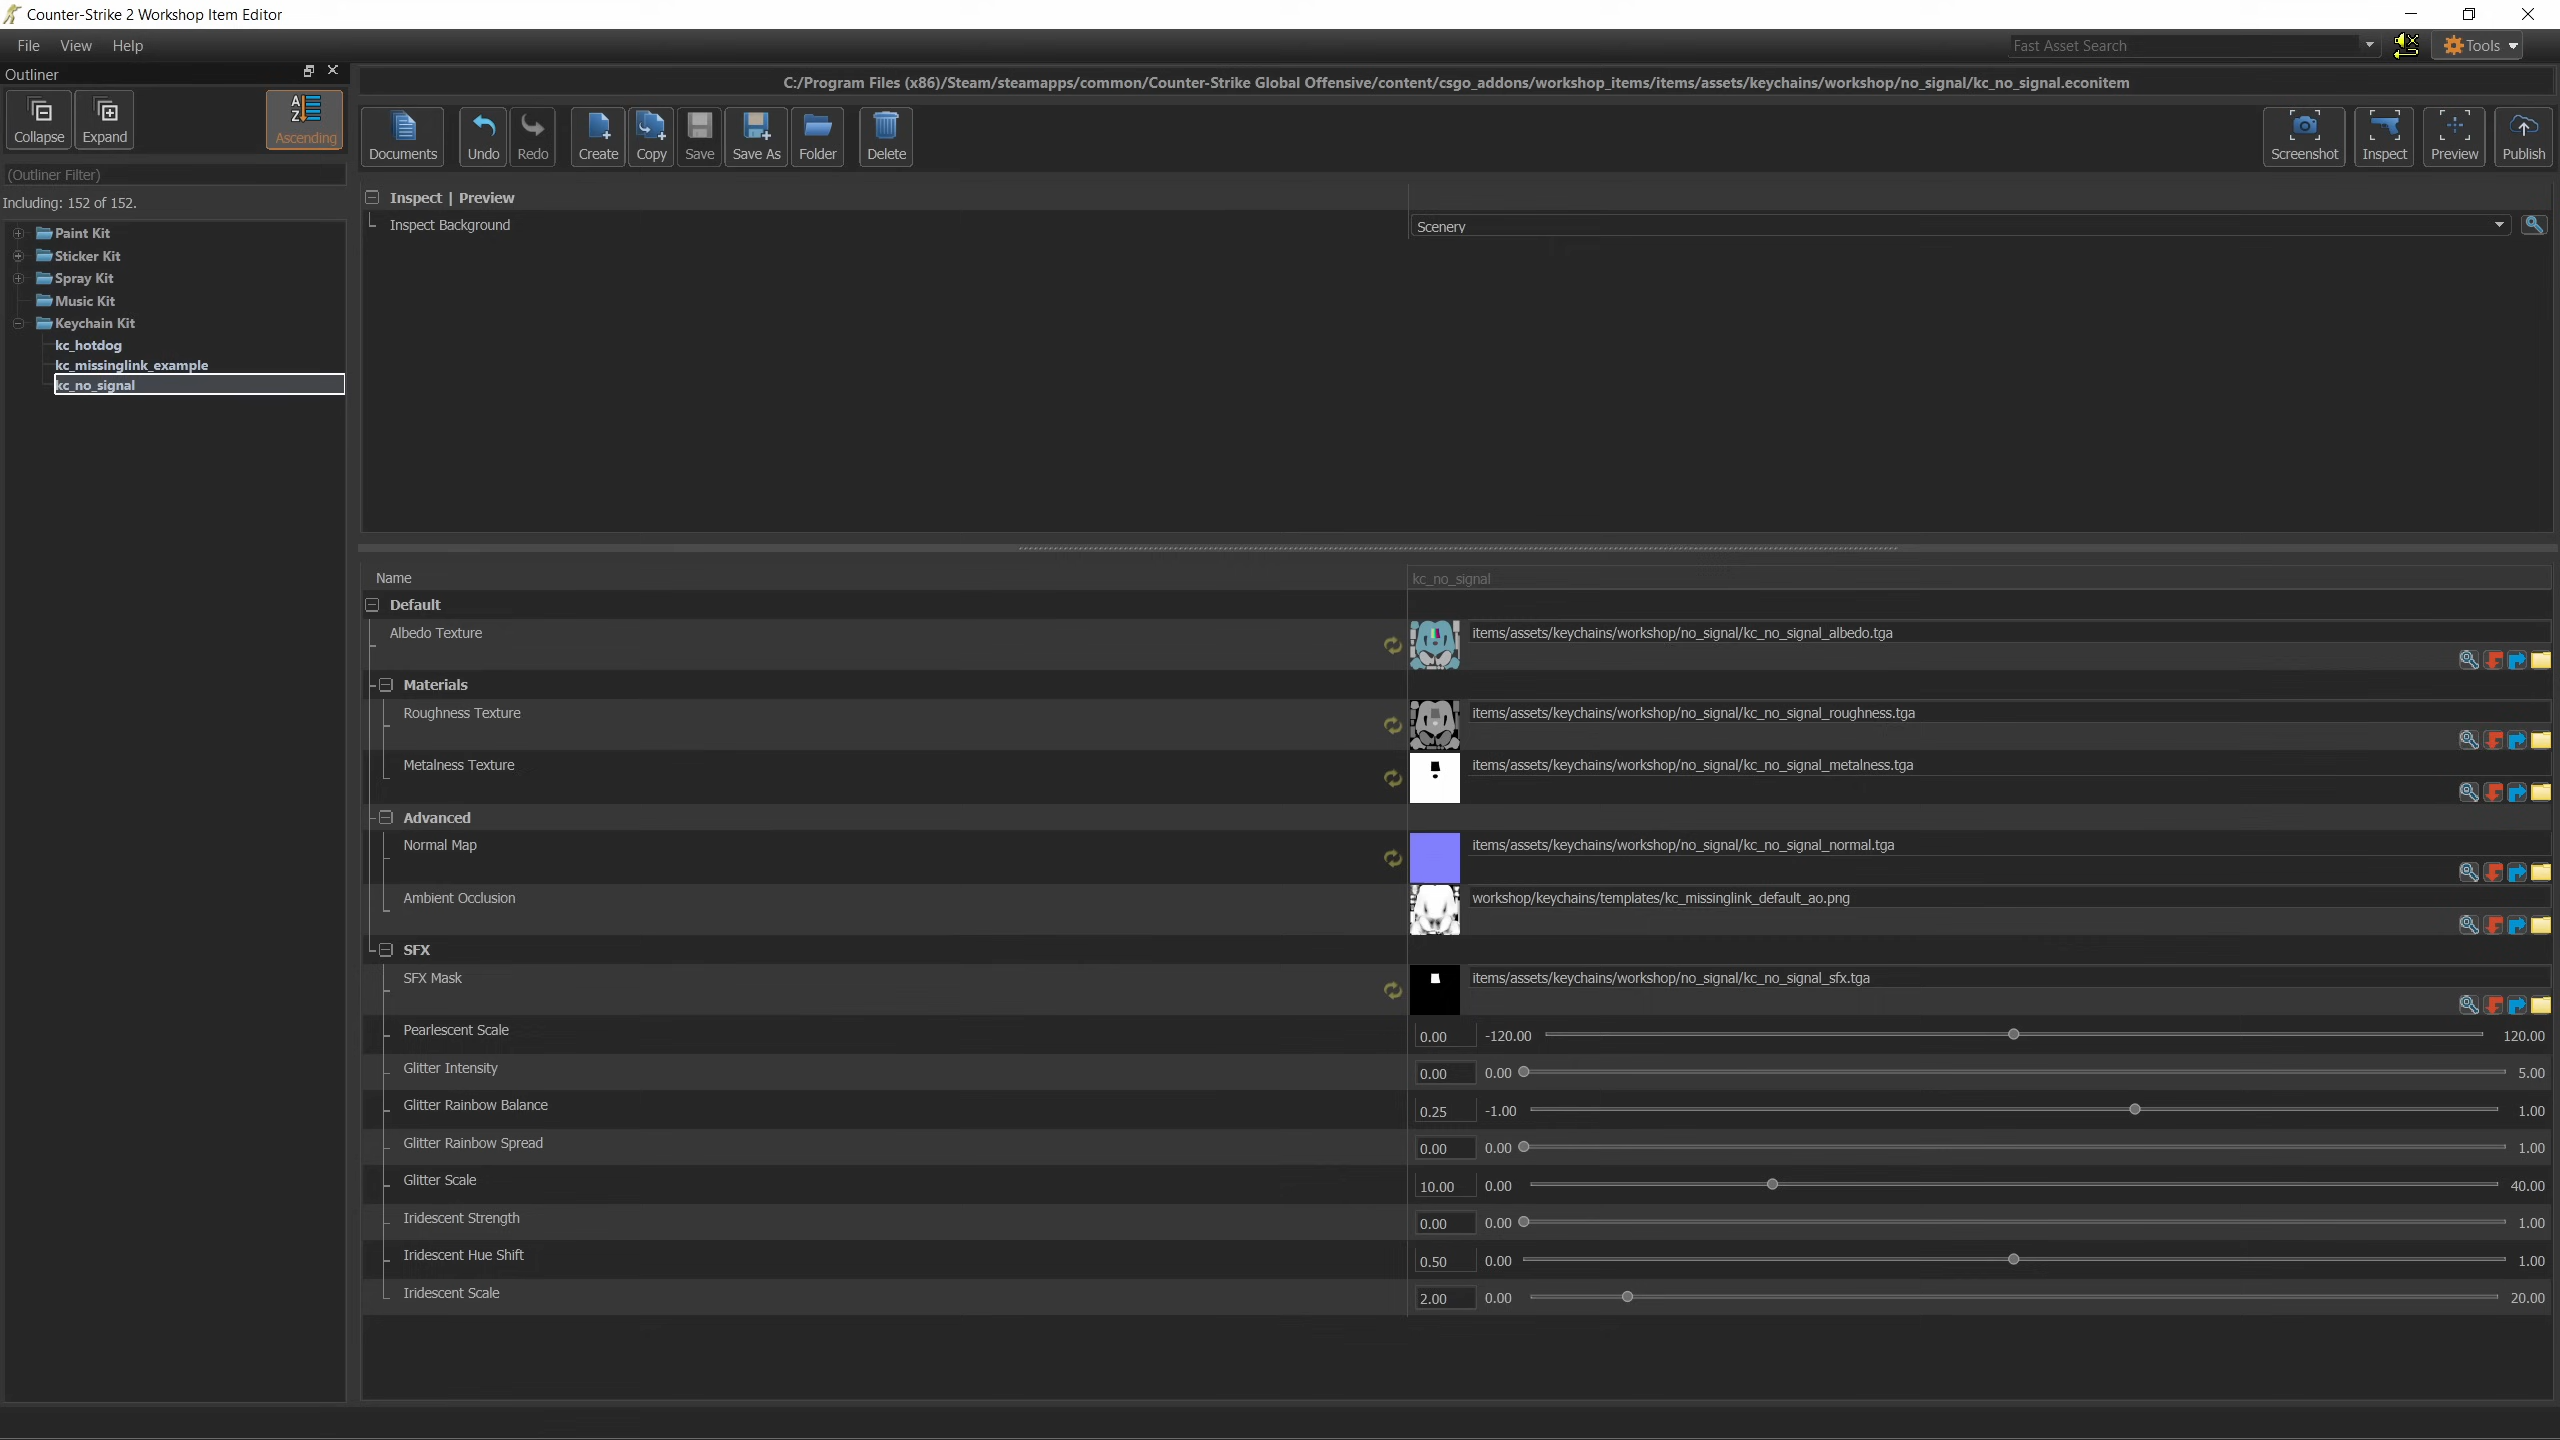 Counter-Strike 2 Workshop Item Editor
File View Help
Fast Asset Search
Tools
Outliner
C:/Program Files (x86)/Steam/steamapps/common/Counter-Strike Global Offensive/content/csgo_addons/workshop_items/items/assets/keychains/workshop/no_signal/kc_no_signal.econitem
Collapse Expand Ascending
Documents Undo Redo Create Copy Save Save As Folder Delete
Screenshot Inspect Preview Publish
(Outliner Filter)
Including: 152 of 152.
Paint Kit
Sticker Kit
Spray Kit
Music Kit
Keychain Kit
kc_hotdog
kc_missinglink_example
kc_no_signal
Inspect | Preview
Inspect Background Scenery
Name kc_no_signal
Default
Albedo Texture items/assets/keychains/workshop/no_signal/kc_no_signal_albedo.tga
Materials
Roughness Texture items/assets/keychains/workshop/no_signal/kc_no_signal_roughness.tga
Metalness Texture items/assets/keychains/workshop/no_signal/kc_no_signal_metalness.tga
Advanced
Normal Map items/assets/keychains/workshop/no_signal/kc_no_signal_normal.tga
Ambient Occlusion workshop/keychains/templates/kc_missinglink_default_ao.png
SFX
SFX Mask items/assets/keychains/workshop/no_signal/kc_no_signal_sfx.tga
Pearlescent Scale 0.00 -120.00 120.00
Glitter Intensity 0.00 0.00 5.00
Glitter Rainbow Balance 0.25 -1.00 1.00
Glitter Rainbow Spread 0.00 0.00 1.00
Glitter Scale 10.00 0.00 40.00
Iridescent Strength 0.00 0.00 1.00
Iridescent Hue Shift 0.50 0.00 1.00
Iridescent Scale 2.00 0.00 20.00